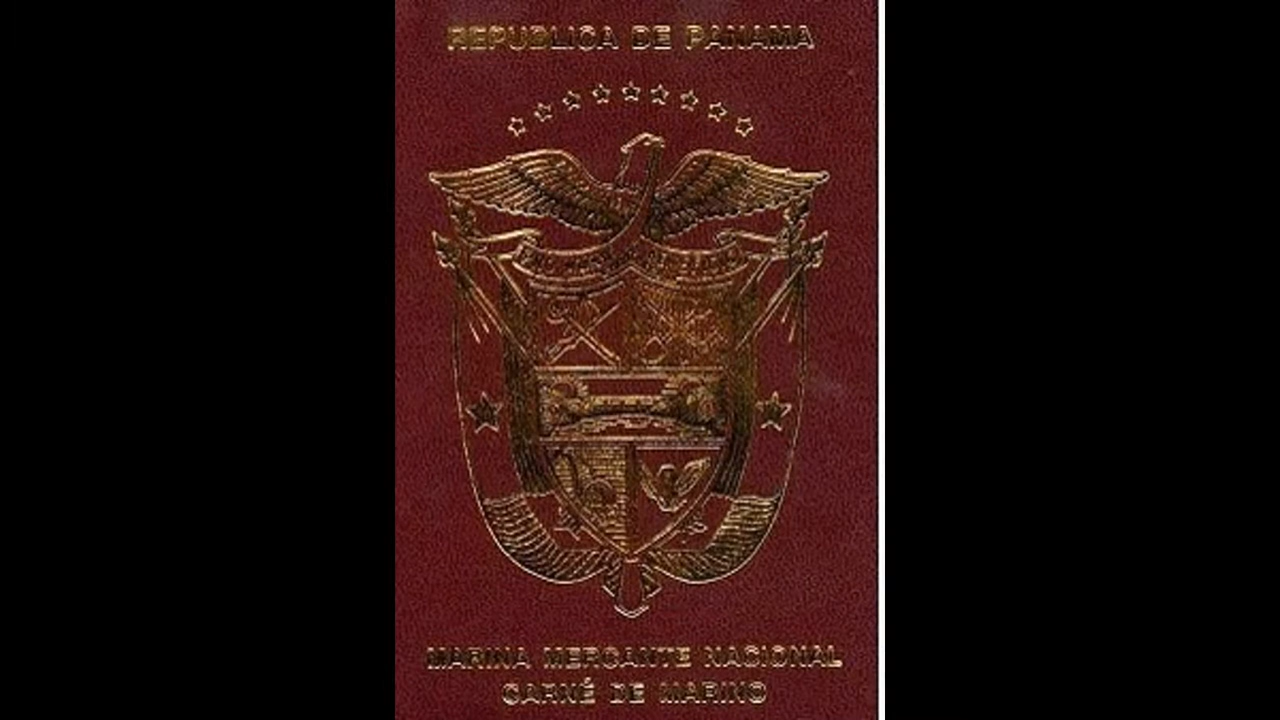 REPUBLICA DE PANAMA
MARINA MERCANTE NACIONAL
CARNÉ DE MARINO